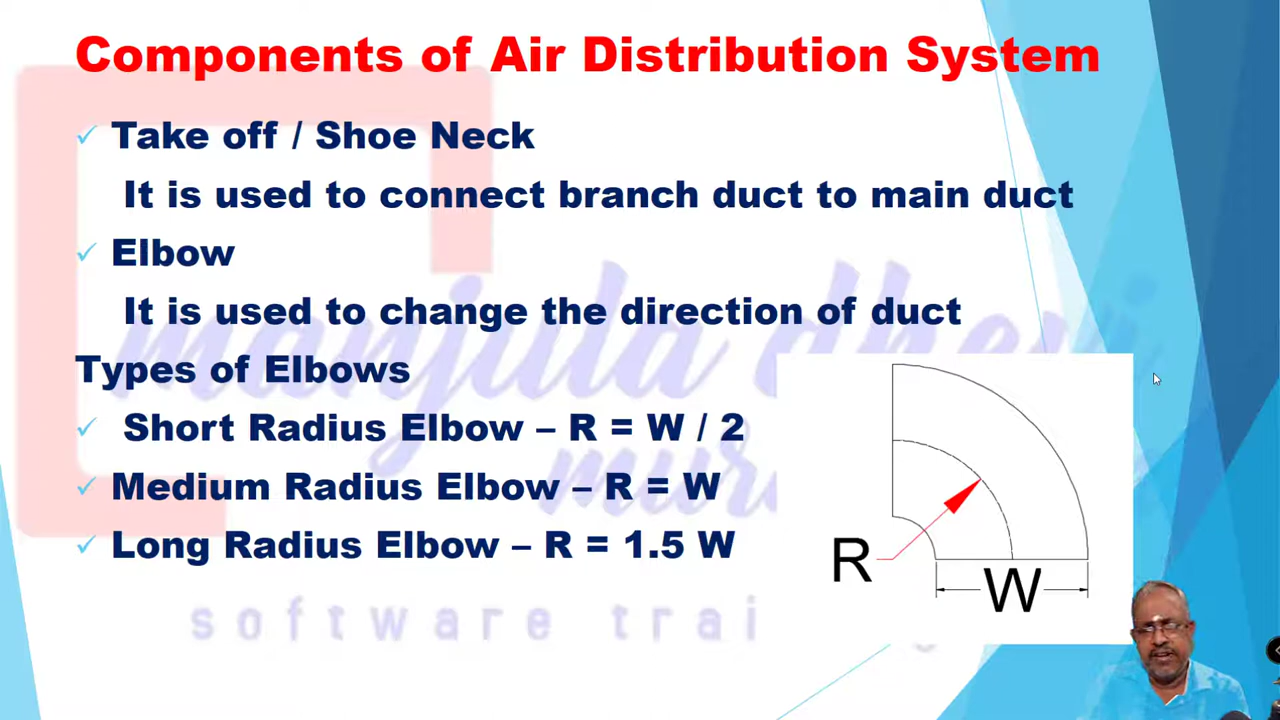 Components of Air Distribution System
Take off / Shoe Neck
It is used to connect branch duct to main duct
Elbow
It is used to change the direction of duct
Types of Elbows
Short Radius Elbow – R = W / 2
Medium Radius Elbow – R = W
Long Radius Elbow – R = 1.5 W
R
W
manjula dhevi
software trai